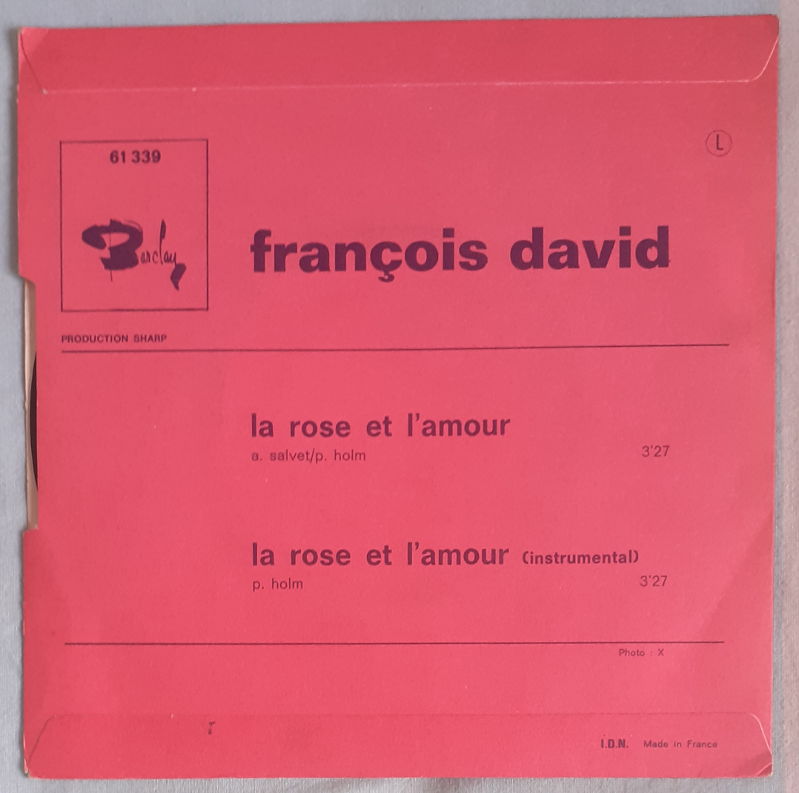 61 339
L
Barclay
françois david
PRODUCTION SHARP
la rose et l'amour
a. salvet/p. holm 3'27
la rose et l'amour (instrumental)
p. holm 3'27
Photo : X
I.D.N. Made in France